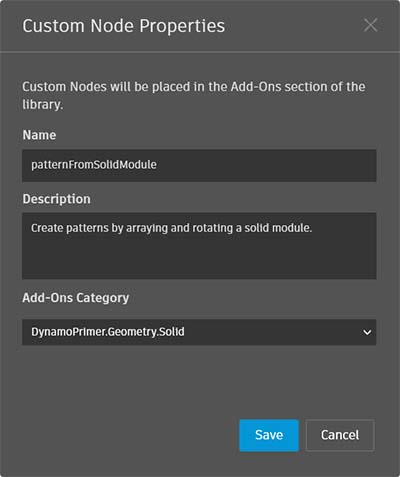 Custom Node Properties
Custom Nodes will be placed in the Add-Ons section of the
library.
Name
patternFromSolidModule
Description
Create patterns by arraying and rotating a solid module.
Add-Ons Category
DynamoPrimer.Geometry.Solid
Save Cancel